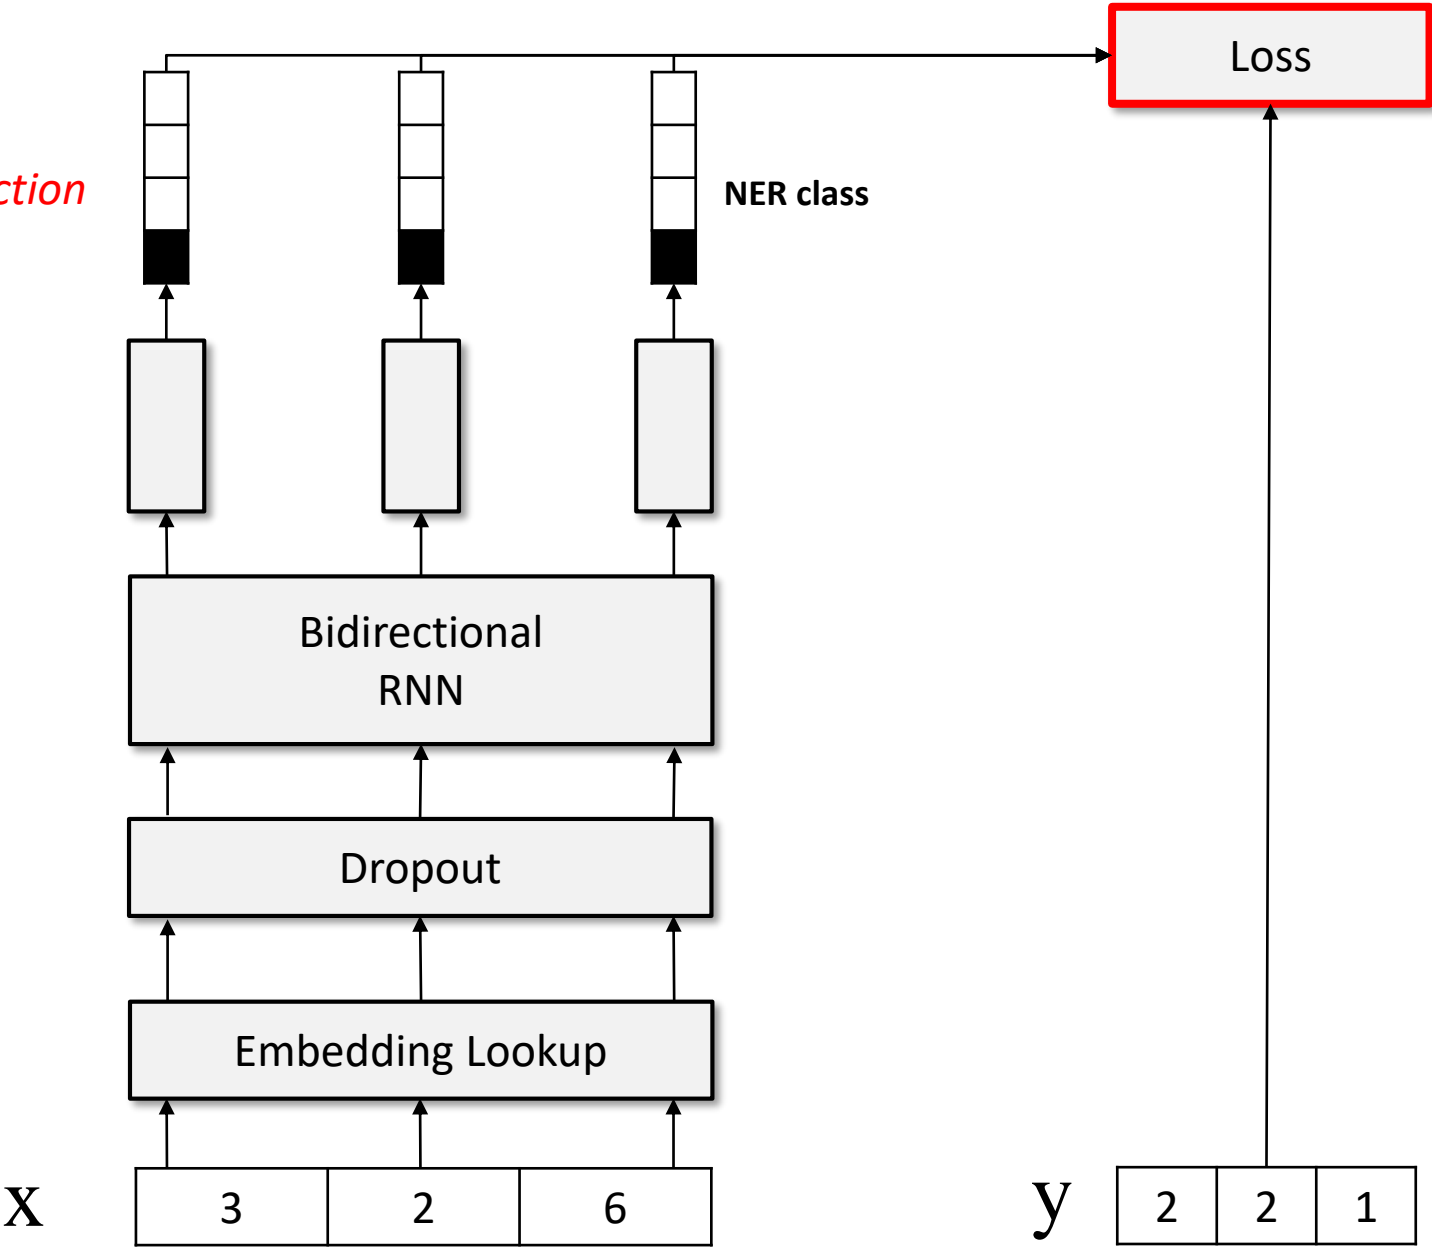 Loss
ction
NER class
Bidirectional
RNN
Dropout
Embedding Lookup
x 3 2 6
y 2 2 1